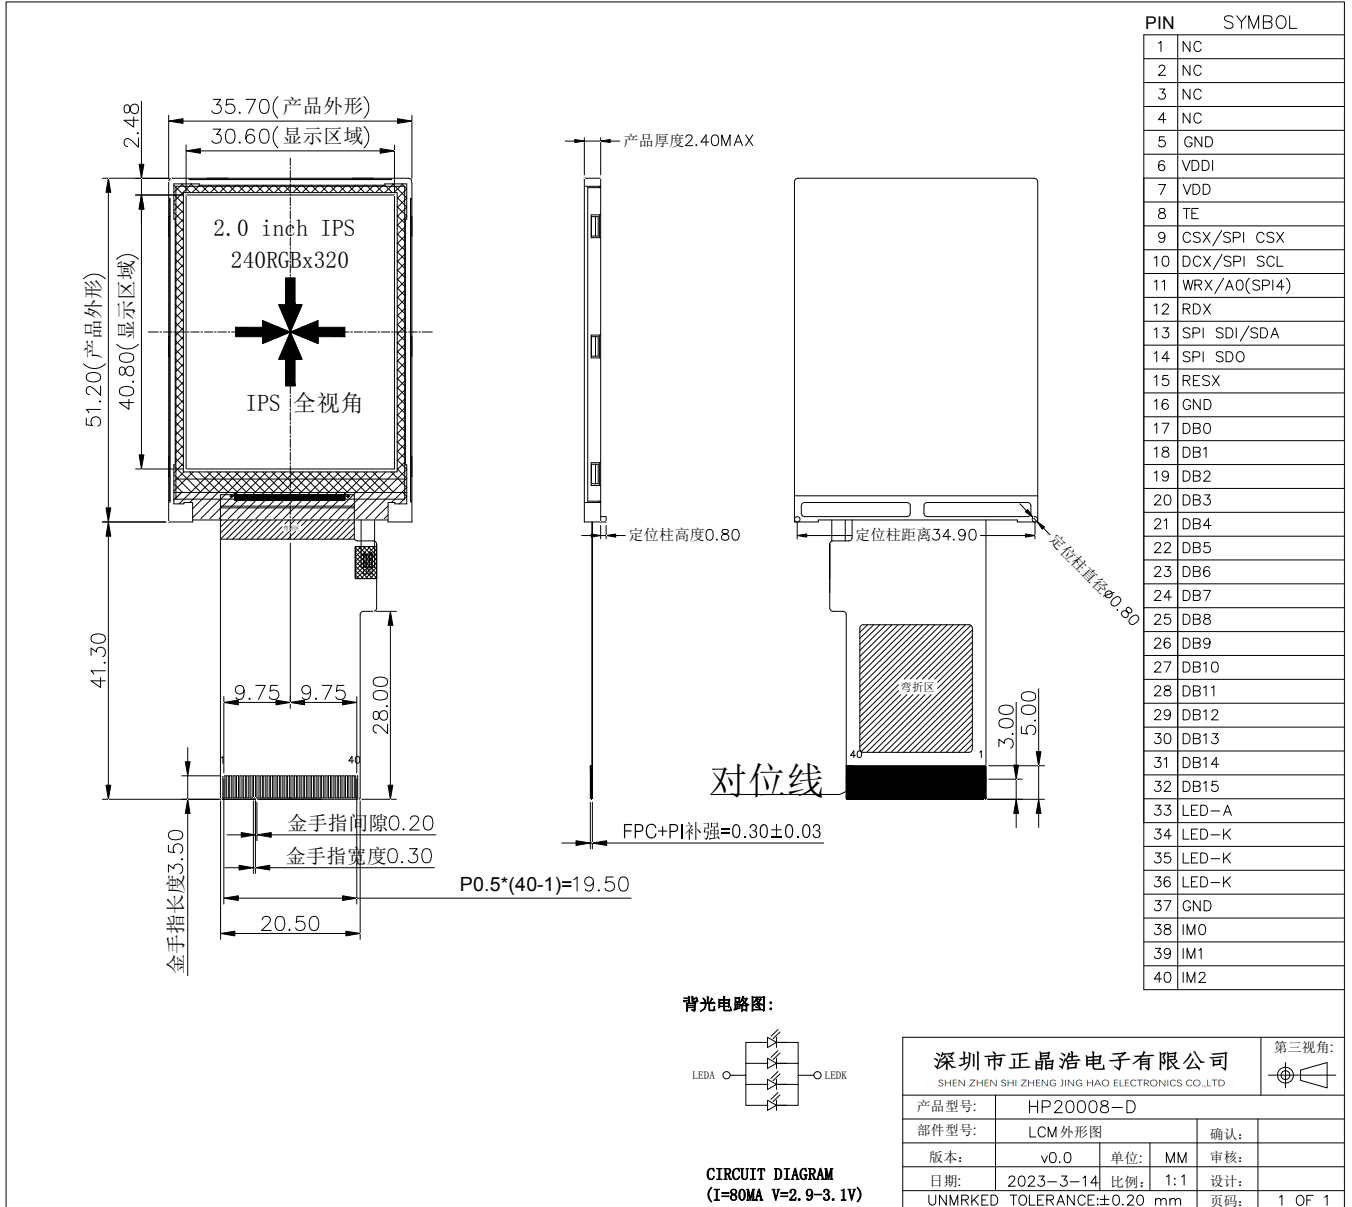 PIN SYMBOL
1 NC
2 NC
3 NC
4 NC
5 GND
6 VDDI
7 VDD
8 TE
9 CSX/SPI CSX
10 DCX/SPI SCL
11 WRX/A0(SPI4)
12 RDX
13 SPI SDI/SDA
14 SPI SDO
15 RESX
16 GND
17 DB0
18 DB1
19 DB2
20 DB3
21 DB4
22 DB5
23 DB6
24 DB7
25 DB8
26 DB9
27 DB10
28 DB11
29 DB12
30 DB13
31 DB14
32 DB15
33 LED-A
34 LED-K
35 LED-K
36 LED-K
37 GND
38 IM0
39 IM1
40 IM2
35.70(产品外形)
30.60(显示区域)
2.48
51.20(产品外形)
40.80(显示区域)
2.0 inch IPS
240RGBx320
IPS 全视角
41.30
9.75 9.75
28.00
1 40
金手指间隙0.20
金手指宽度0.30
金手指长度3.50
P0.5*(40-1)=19.50
20.50
产品厚度2.40MAX
定位柱高度0.80
FPC+PI补强=0.30±0.03
定位柱距离34.90
定位柱直径ø0.80
弯折区
40 1
3.00
5.00
对位线
背光电路图:
LEDA LEDK
CIRCUIT DIAGRAM
(I=80MA V=2.9-3.1V)
深圳市正晶浩电子有限公司
SHEN ZHEN SHI ZHENG JING HAO ELECTRONICS CO.,LTD
第三视角:
产品型号: HP20008-D
部件型号: LCM外形图 确认:
版本: v0.0 单位: MM 审核:
日期: 2023-3-14 比例: 1:1 设计:
UNMRKED TOLERANCE:±0.20 mm 页码: 1 OF 1